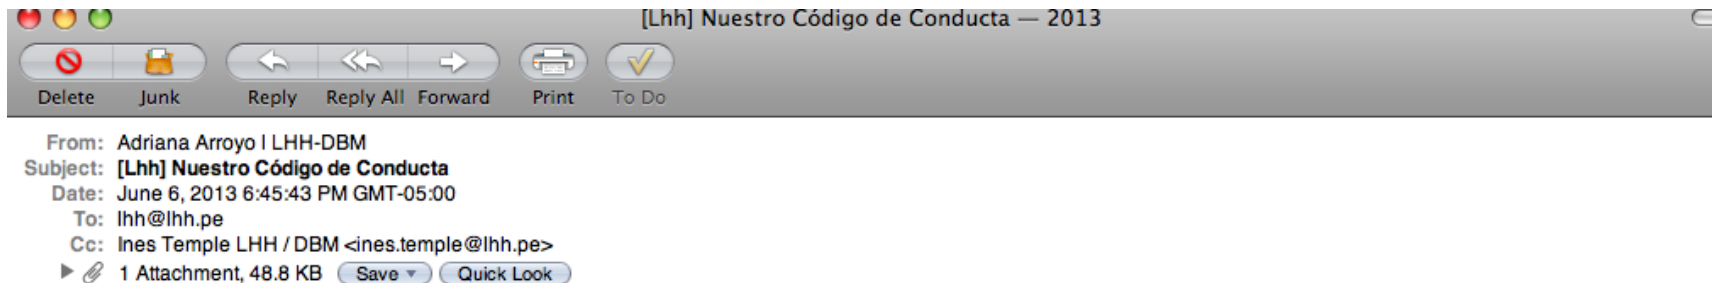 [Lhh] Nuestro Código de Conducta — 2013
Delete Junk Reply Reply All Forward Print To Do
From: Adriana Arroyo l LHH-DBM
Subject: [Lhh] Nuestro Código de Conducta
Date: June 6, 2013 6:45:43 PM GMT-05:00
To: lhh@lhh.pe
Cc: Ines Temple LHH / DBM <ines.temple@lhh.pe>
1 Attachment, 48.8 KB Save Quick Look